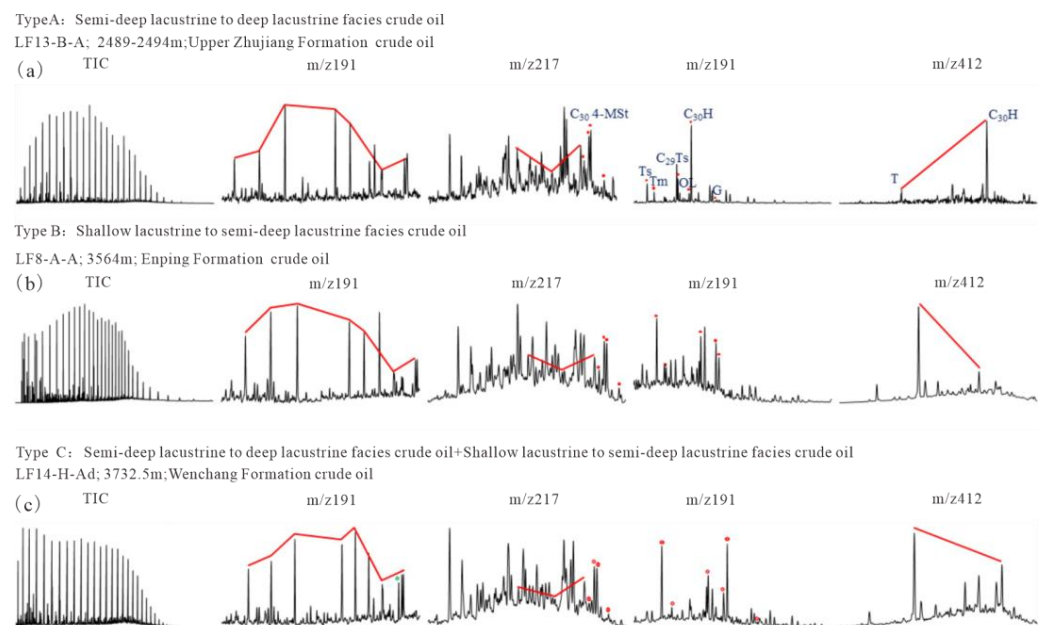 TypeA: Semi-deep lacustrine to deep lacustrine facies crude oil
LF13-B-A; 2489-2494m;Upper Zhujiang Formation crude oil
(a) TIC m/z191 m/z217 m/z191 m/z412
C30 4-MSt C30H C30H
C29Ts
Ts Tm OL G T
Type B: Shallow lacustrine to semi-deep lacustrine facies crude oil
LF8-A-A; 3564m; Enping Formation crude oil
(b) TIC m/z191 m/z217 m/z191 m/z412
Type C: Semi-deep lacustrine to deep lacustrine facies crude oil+Shallow lacustrine to semi-deep lacustrine facies crude oil
LF14-H-Ad; 3732.5m;Wenchang Formation crude oil
(c) TIC m/z191 m/z217 m/z191 m/z412